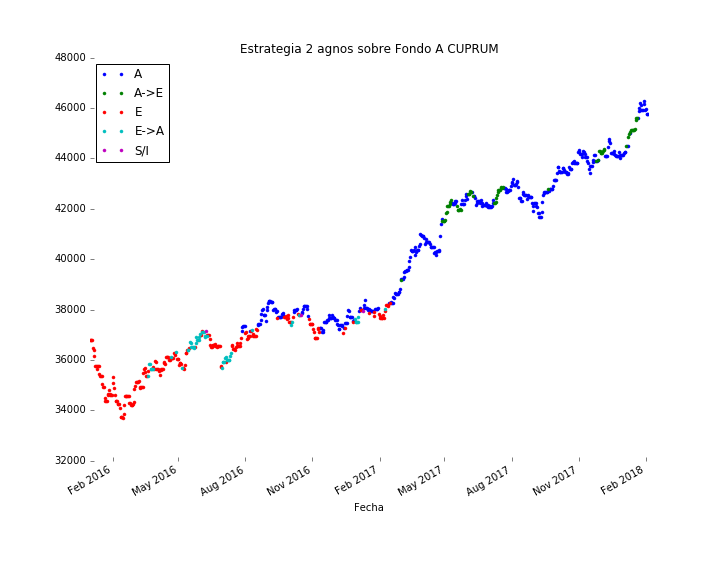 Estrategia 2 agnos sobre Fondo A CUPRUM
48000
46000
44000
42000
40000
38000
36000
34000
32000
A
A->E
E
E->A
S/I
Feb 2016
May 2016
Aug 2016
Nov 2016
Feb 2017
May 2017
Aug 2017
Nov 2017
Feb 2018
Fecha